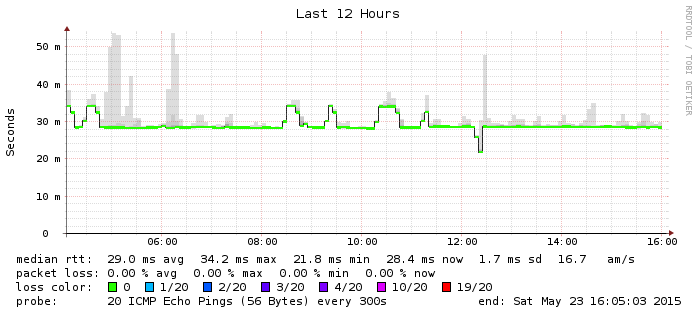 Last 12 Hours
RRDTOOL / TOBI OETIKER
Seconds
50 m
40 m
30 m
20 m
10 m
0
06:00 08:00 10:00 12:00 14:00 16:00
median rtt: 29.0 ms avg 34.2 ms max 21.8 ms min 28.4 ms now 1.7 ms sd 16.7 am/s
packet loss: 0.00 % avg 0.00 % max 0.00 % min 0.00 % now
loss color: 0 1/20 2/20 3/20 4/20 10/20 19/20
probe: 20 ICMP Echo Pings (56 Bytes) every 300s end: Sat May 23 16:05:03 2015